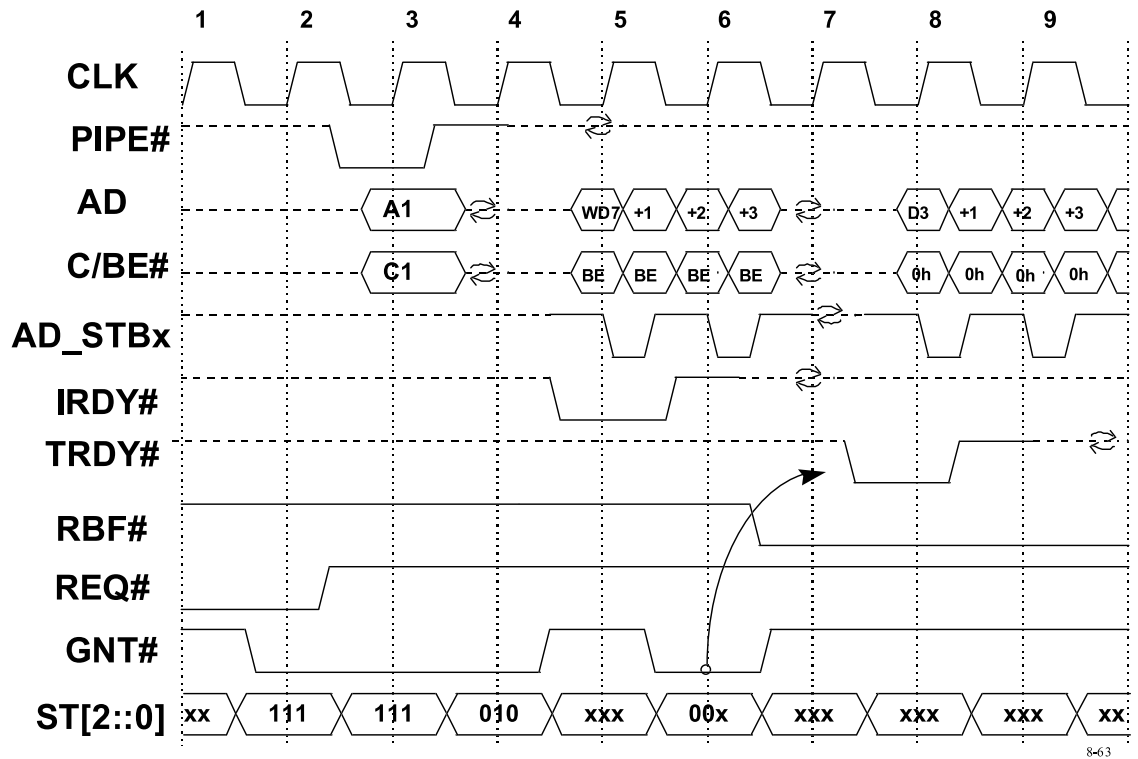 1 2 3 4 5 6 7 8 9
CLK
PIPE#
AD A1 WD7 +1 +2 +3 D3 +1 +2 +3
C/BE# C1 BE BE BE BE 0h 0h 0h 0h
AD_STBx
IRDY#
TRDY#
RBF#
REQ#
GNT#
ST[2::0] xx 111 111 010 xxx 00x xxx xxx xxx xx
8-63